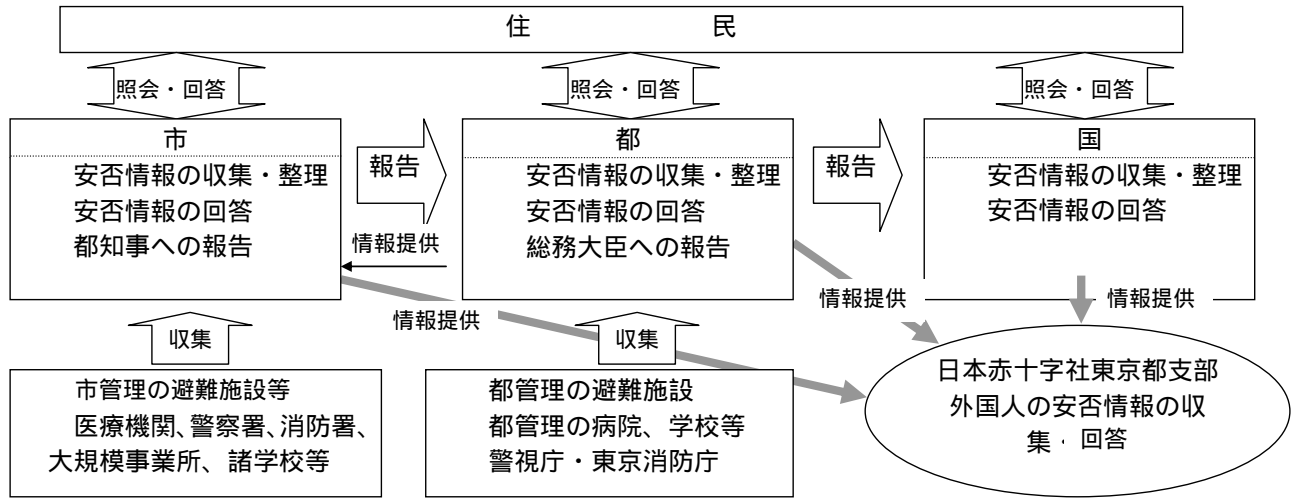 住　民
照会・回答
照会・回答
照会・回答
市
安否情報の収集・整理
安否情報の回答
都知事への報告
報告
情報提供
都
安否情報の収集・整理
安否情報の回答
総務大臣への報告
報告
国
安否情報の収集・整理
安否情報の回答
情報提供
情報提供
情報提供
収集
収集
市管理の避難施設等
医療機関、警察署、消防署、
大規模事業所、諸学校等
都管理の避難施設
都管理の病院、学校等
警視庁・東京消防庁
日本赤十字社東京都支部
外国人の安否情報の収
集・回答